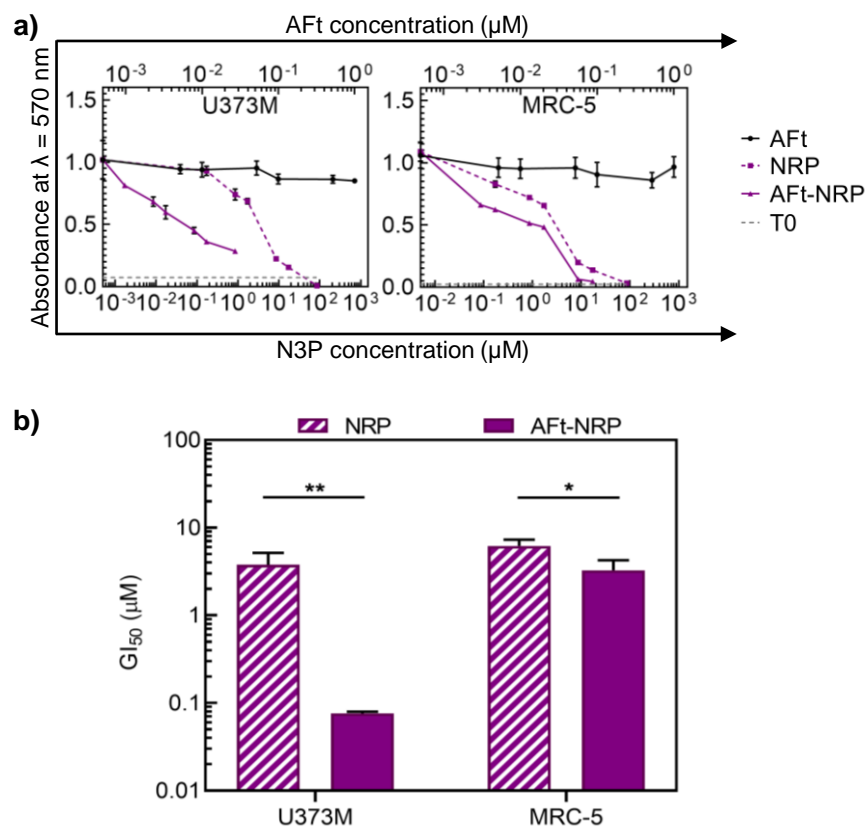 a)
AFt concentration (µM)
10⁻³ 10⁻² 10⁻¹ 10⁰
10⁻³ 10⁻² 10⁻¹ 10⁰
U373M
MRC-5
1.5
1.0
0.5
0.0
1.5
1.0
0.5
0.0
Absorbance at λ = 570 nm
10⁻³ 10⁻² 10⁻¹ 10⁰ 10¹ 10² 10³
10⁻² 10⁻¹ 10⁰ 10¹ 10² 10³
N3P concentration (µM)
AFt
NRP
AFt-NRP
T0
b)
NRP AFt-NRP
100
10
1
0.1
0.01
GI₅₀ (µM)
**
*
U373M MRC-5